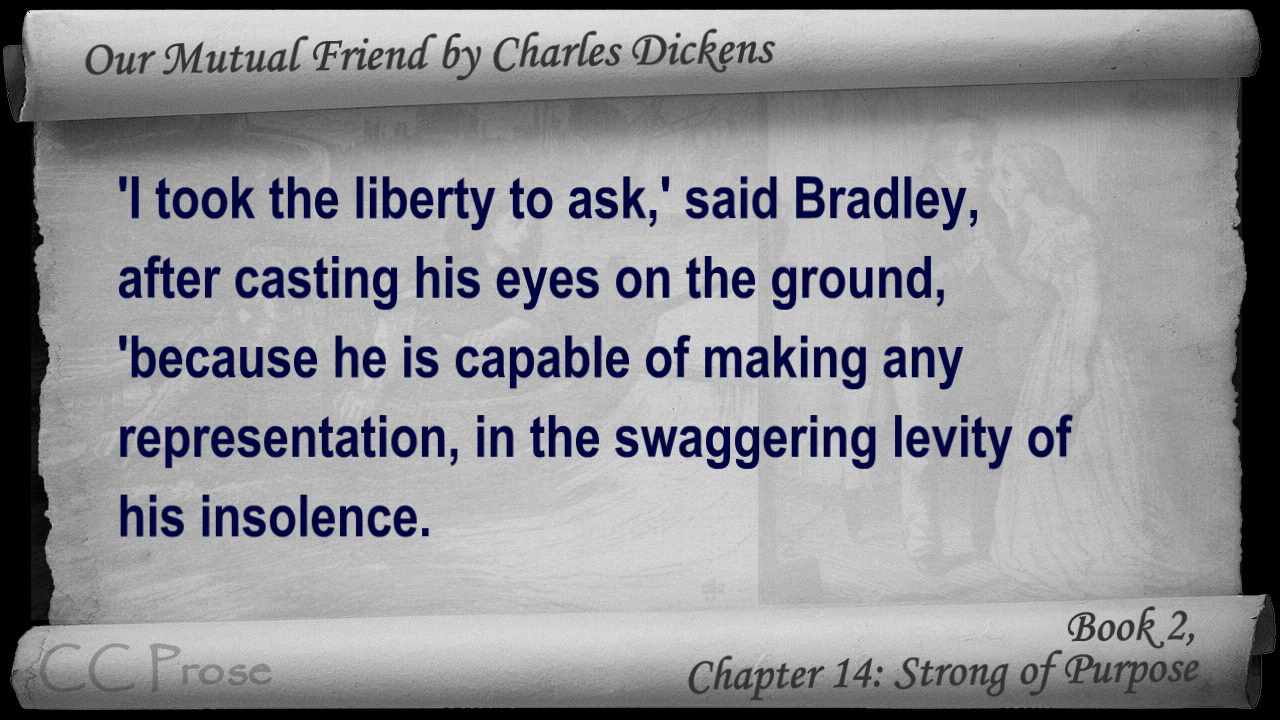 Our Mutual Friend by Charles Dickens
'I took the liberty to ask,' said Bradley,
after casting his eyes on the ground,
'because he is capable of making any
representation, in the swaggering levity of
his insolence.
Book 2,
CC Prose
Chapter 14: Strong of Purpose